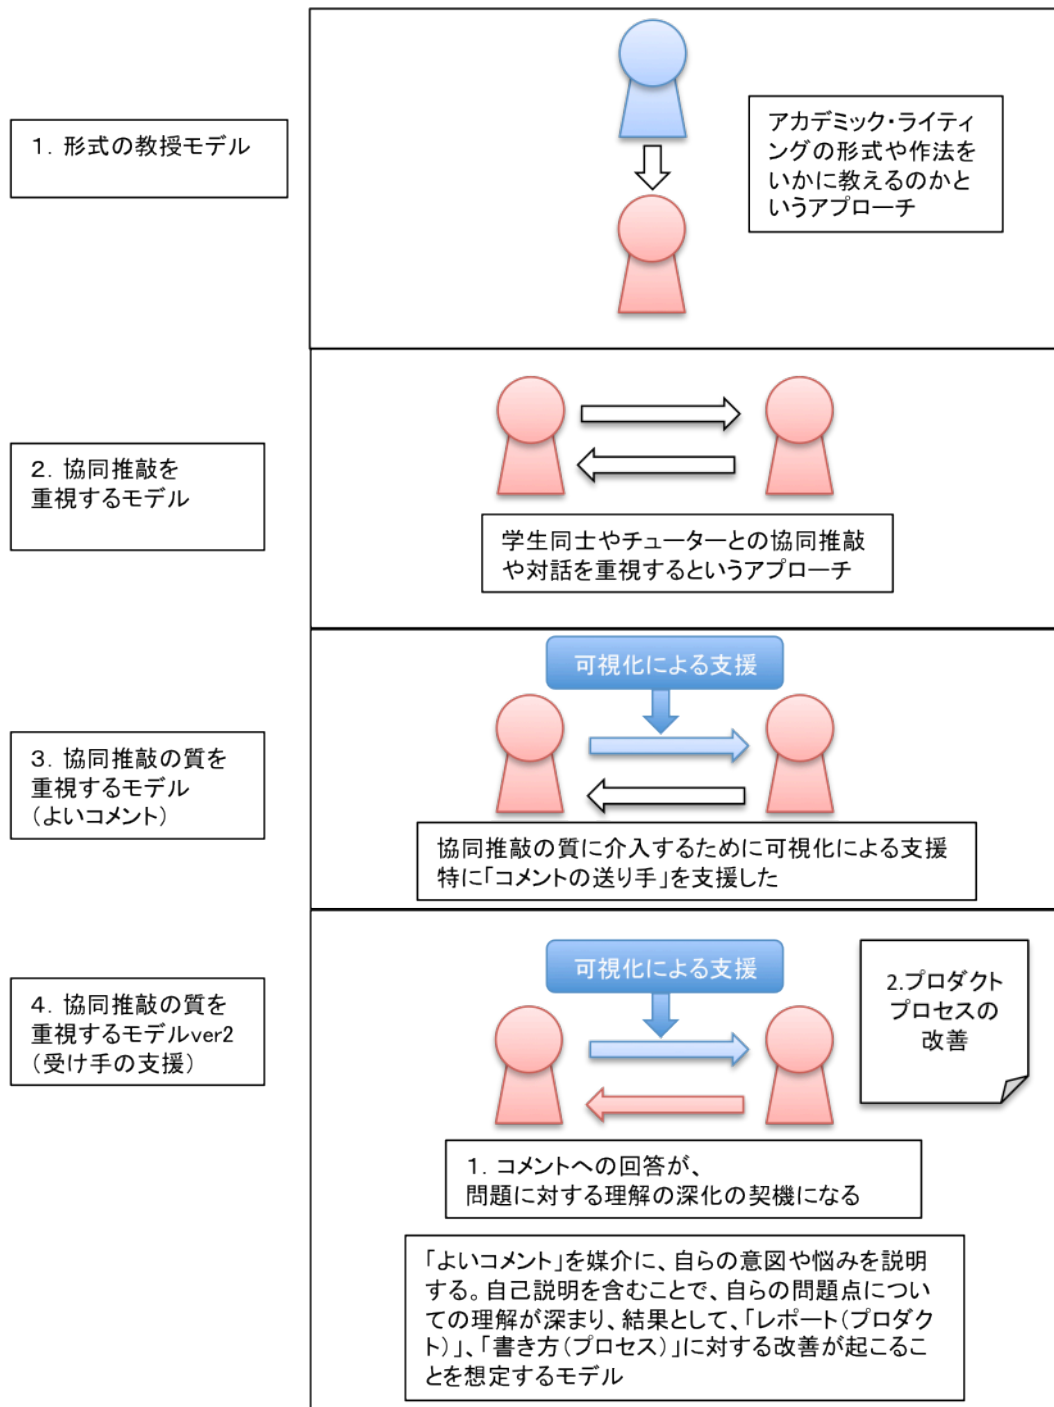 1. 形式の教授モデル
アカデミック・ライティ
ングの形式や作法を
いかに教えるのかと
いうアプローチ
2. 協同推敲を
重視するモデル
学生同士やチューターとの協同推敲
や対話を重視するというアプローチ
可視化による支援
3. 協同推敲の質を
重視するモデル
(よいコメント)
協同推敲の質に介入するために可視化による支援
特に「コメントの送り手」を支援した
可視化による支援
2.プロダクト
プロセスの
改善
4. 協同推敲の質を
重視するモデルver2
(受け手の支援)
1. コメントへの回答が、
問題に対する理解の深化の契機になる
「よいコメント」を媒介に、自らの意図や悩みを説明
する。自己説明を含むことで、自らの問題点につい
ての理解が深まり、結果として、「レポート(プロダク
ト)」、「書き方(プロセス)」に対する改善が起こるこ
とを想定するモデル